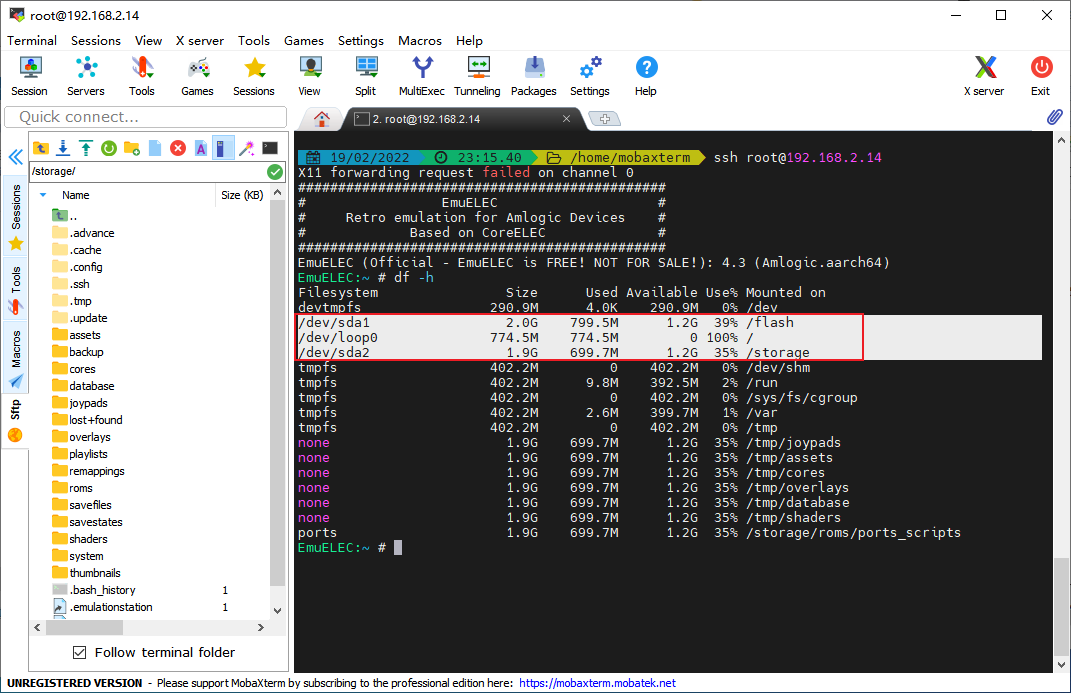 root@192.168.2.14
Terminal Sessions View X server Tools Games Settings Macros Help
Session Servers Tools Games Sessions View Split MultiExec Tunneling Packages Settings Help X server Exit
Quick connect...
2. root@192.168.2.14
/storage/
Name Size (KB)
..
.advance
.cache
.config
.ssh
.tmp
.update
assets
backup
cores
database
joypads
lost+found
overlays
playlists
remappings
roms
savefiles
savestates
shaders
system
thumbnails
.bash_history 1
.emulationstation 1
Follow terminal folder
Sessions
Tools
Macros
Sftp
19/02/2022 23:15.40 /home/mobaxterm ssh root@192.168.2.14
X11 forwarding request failed on channel 0
##############################################
# EmuELEC #
# Retro emulation for Amlogic Devices #
# Based on CoreELEC #
##############################################
EmuELEC (Official - EmuELEC is FREE! NOT FOR SALE!): 4.3 (Amlogic.aarch64)
EmuELEC:~ # df -h
Filesystem Size Used Available Use% Mounted on
devtmpfs 290.9M 4.0K 290.9M 0% /dev
/dev/sda1 2.0G 799.5M 1.2G 39% /flash
/dev/loop0 774.5M 774.5M 0 100% /
/dev/sda2 1.9G 699.7M 1.2G 35% /storage
tmpfs 402.2M 0 402.2M 0% /dev/shm
tmpfs 402.2M 9.8M 392.5M 2% /run
tmpfs 402.2M 0 402.2M 0% /sys/fs/cgroup
tmpfs 402.2M 2.6M 399.7M 1% /var
tmpfs 402.2M 0 402.2M 0% /tmp
none 1.9G 699.7M 1.2G 35% /tmp/joypads
none 1.9G 699.7M 1.2G 35% /tmp/assets
none 1.9G 699.7M 1.2G 35% /tmp/cores
none 1.9G 699.7M 1.2G 35% /tmp/overlays
none 1.9G 699.7M 1.2G 35% /tmp/database
none 1.9G 699.7M 1.2G 35% /tmp/shaders
ports 1.9G 699.7M 1.2G 35% /storage/roms/ports_scripts
EmuELEC:~ #
UNREGISTERED VERSION - Please support MobaXterm by subscribing to the professional edition here: https://mobaxterm.mobatek.net